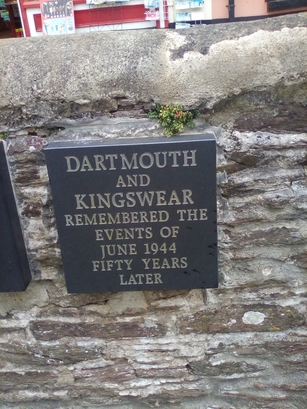 DARTMOUTH
AND
KINGSWEAR
REMEMBERED THE
EVENTS OF
JUNE 1944
FIFTY YEARS
LATER